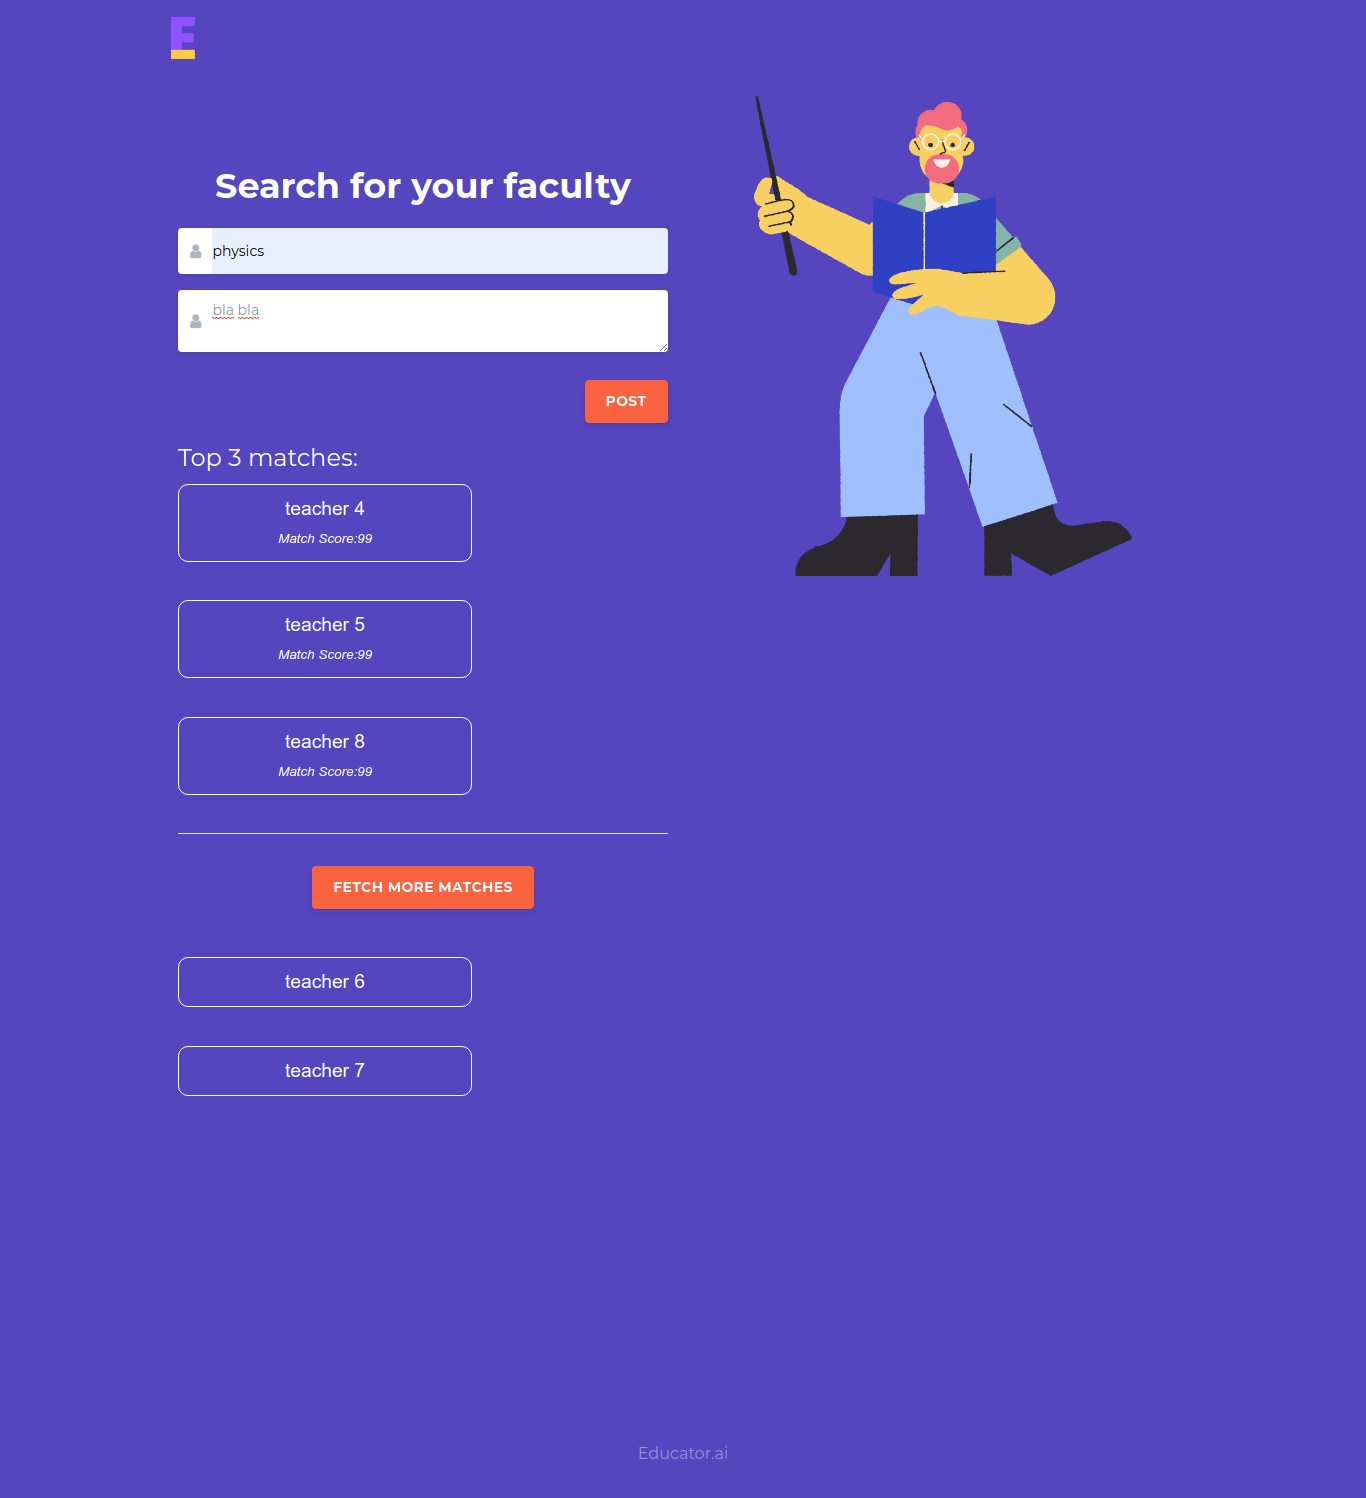 E
Search for your faculty
physics
bla bla
POST
Top 3 matches:
teacher 4
Match Score:99
teacher 5
Match Score:99
teacher 8
Match Score:99
FETCH MORE MATCHES
teacher 6
teacher 7
Educator.ai